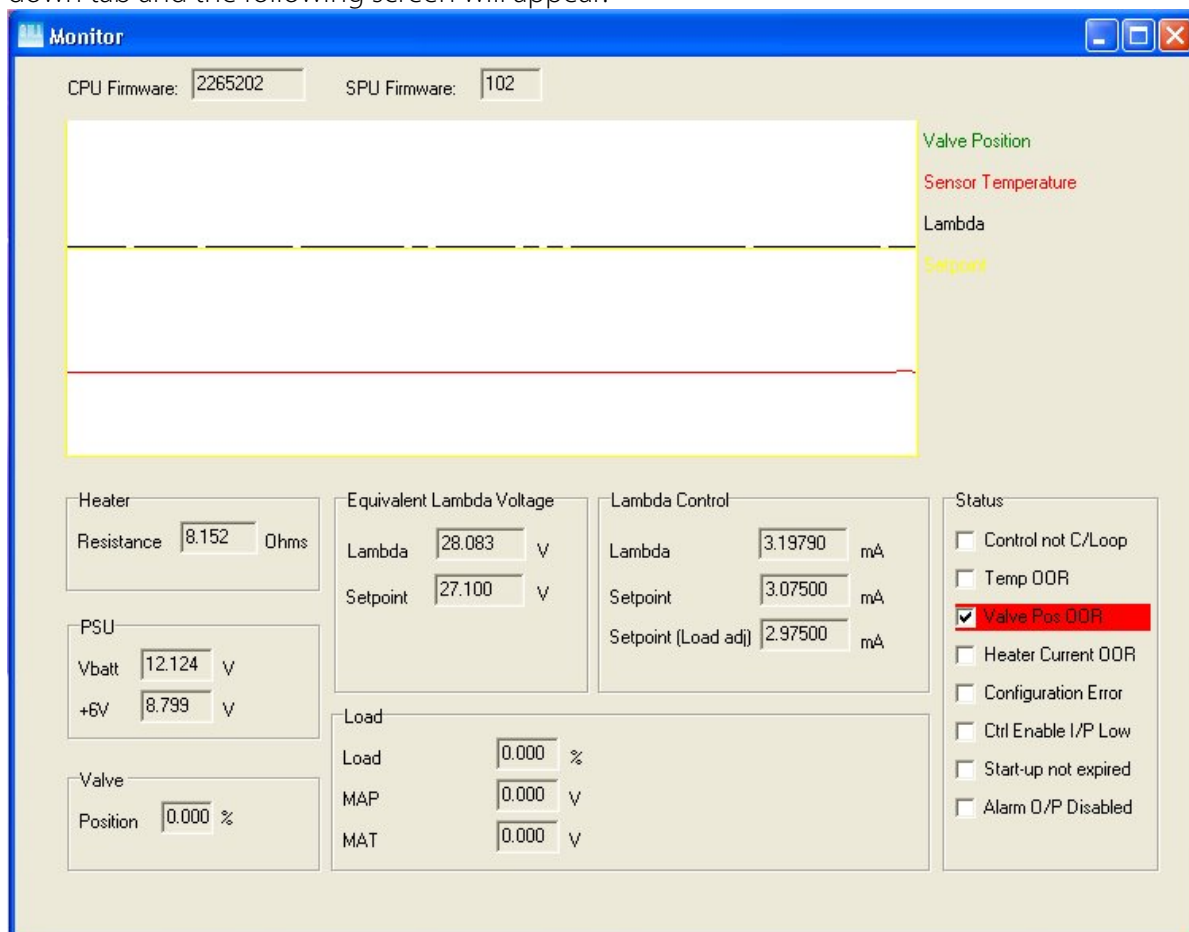 down tab and the following screen will appear.
Monitor
CPU Firmware: 2265202 SPU Firmware: 102
Valve Position
Sensor Temperature
Lambda
Setpoint
Heater
Resistance 8.152 Ohms
PSU
Vbatt 12.124 V
+6V 8.799 V
Valve
Position 0.000 %
Equivalent Lambda Voltage
Lambda 28.083 V
Setpoint 27.100 V
Lambda Control
Lambda 3.19790 mA
Setpoint 3.07500 mA
Setpoint (Load adj) 2.97500 mA
Load
Load 0.000 %
MAP 0.000 V
MAT 0.000 V
Status
Control not C/Loop
Temp OOR
Valve Pos OOR
Heater Current OOR
Configuration Error
Ctrl Enable I/P Low
Start-up not expired
Alarm O/P Disabled